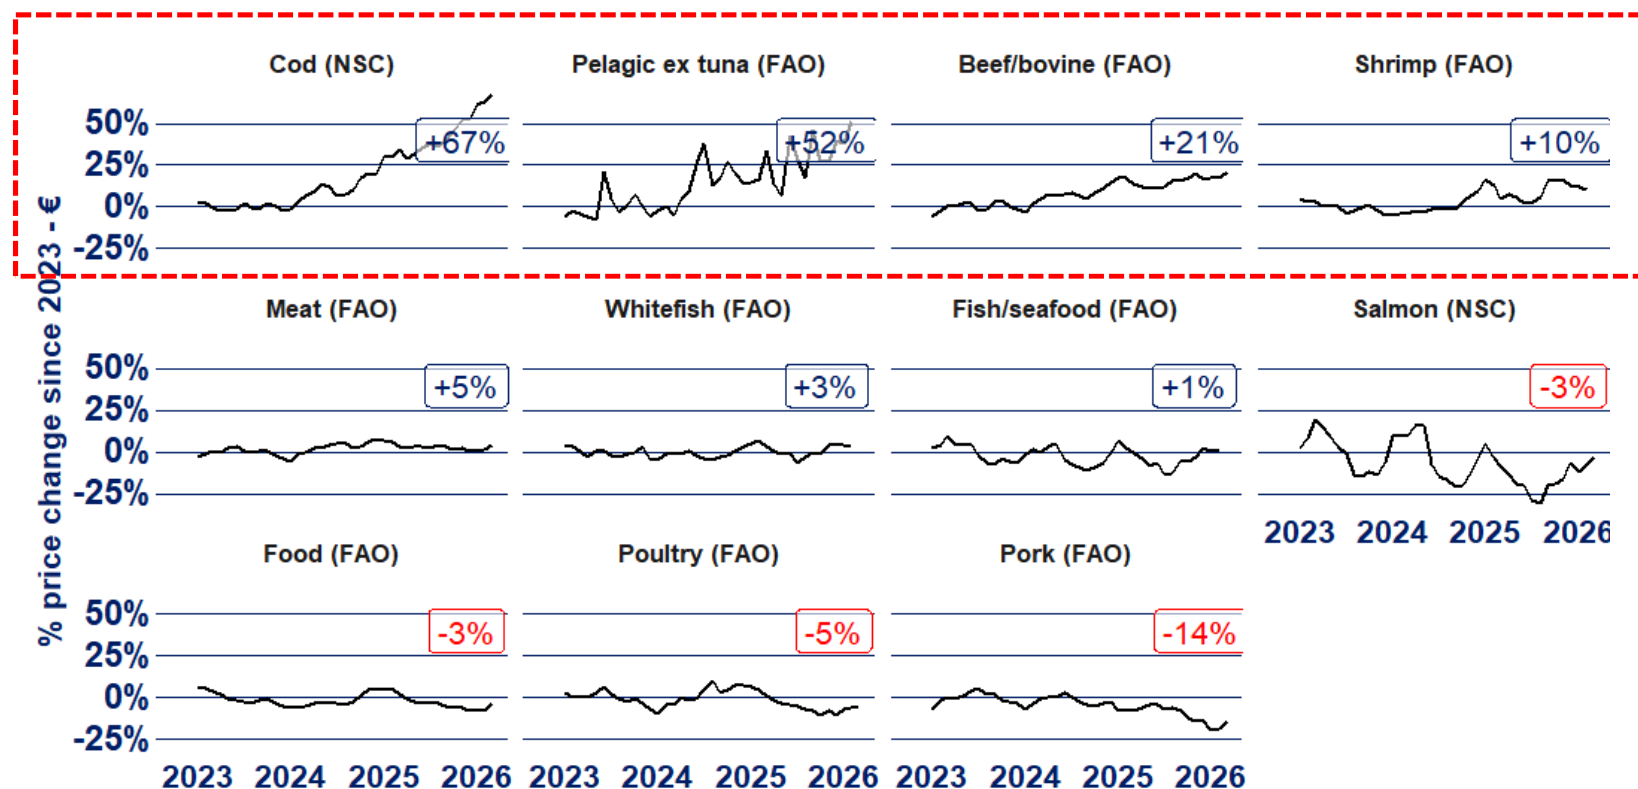 % price change since 2023 - €
Cod (NSC)
Pelagic ex tuna (FAO)
Beef/bovine (FAO)
Shrimp (FAO)
50%
25%
0%
-25%
+67%
+52%
+21%
+10%
Meat (FAO)
Whitefish (FAO)
Fish/seafood (FAO)
Salmon (NSC)
50%
25%
0%
-25%
+5%
+3%
+1%
-3%
2023 2024 2025 2026
Food (FAO)
Poultry (FAO)
Pork (FAO)
50%
25%
0%
-25%
-3%
-5%
-14%
2023 2024 2025 2026
2023 2024 2025 2026
2023 2024 2025 2026